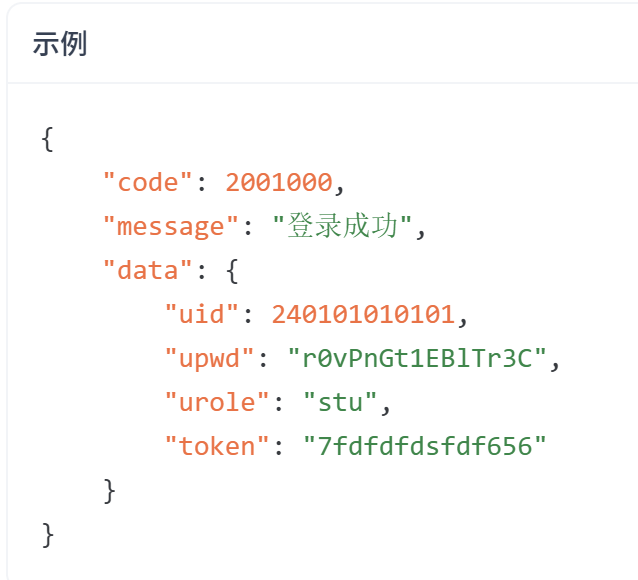 示例
{
    "code": 2001000,
    "message": "登录成功",
    "data": {
        "uid": 240101010101,
        "upwd": "r0vPnGt1EBlTr3C",
        "urole": "stu",
        "token": "7fdfdfdsfdf656"
    }
}